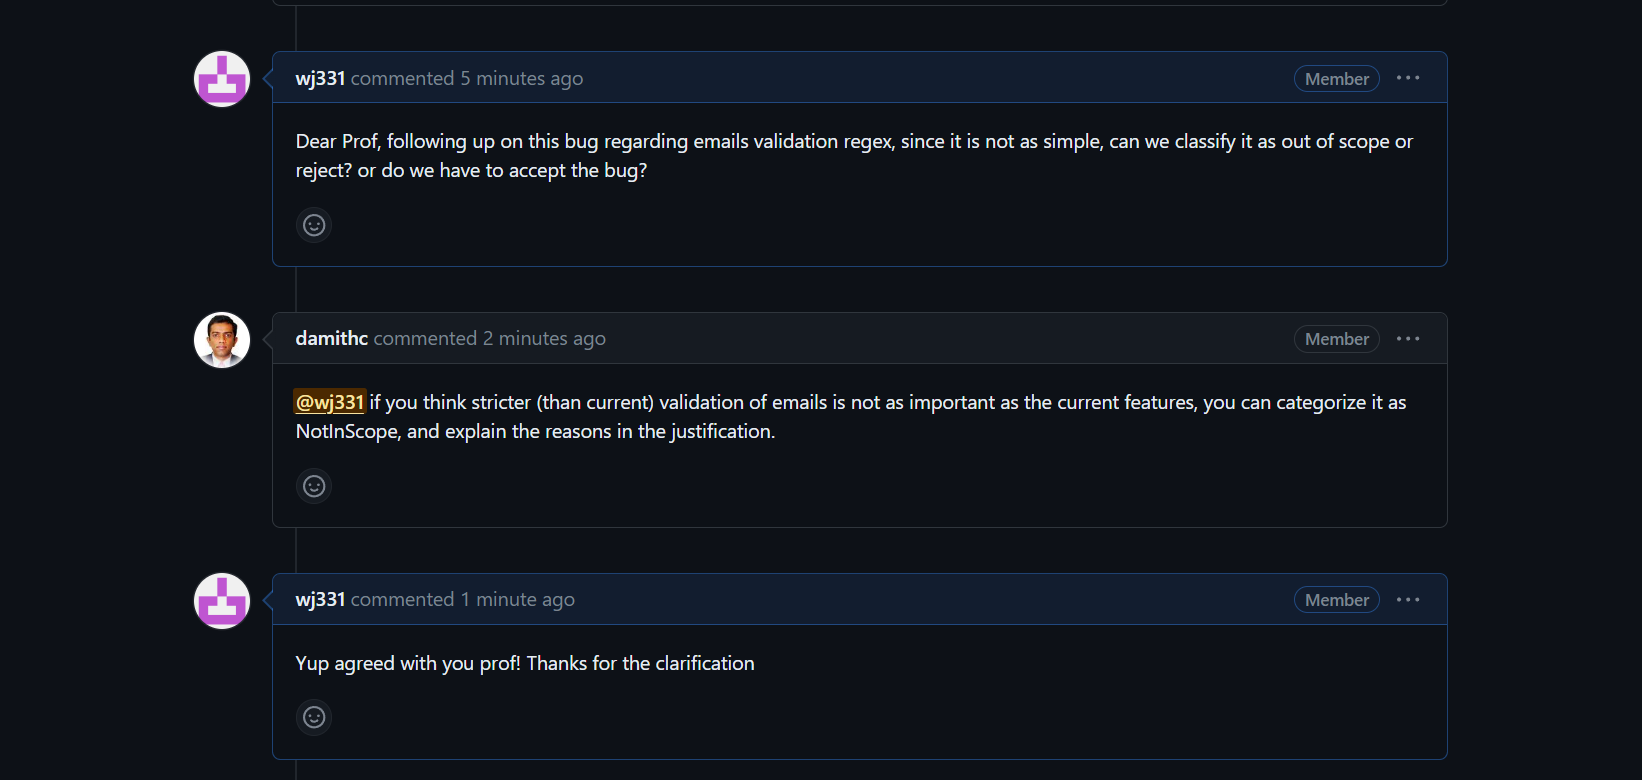 wj331 commented 5 minutes ago Member
Dear Prof, following up on this bug regarding emails validation regex, since it is not as simple, can we classify it as out of scope or
reject? or do we have to accept the bug?
damithc commented 2 minutes ago Member
@wj331 if you think stricter (than current) validation of emails is not as important as the current features, you can categorize it as
NotInScope, and explain the reasons in the justification.
wj331 commented 1 minute ago Member
Yup agreed with you prof! Thanks for the clarification